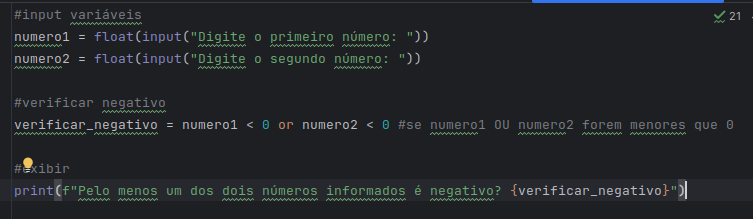 #input variáveis
numero1 = float(input("Digite o primeiro número: "))
numero2 = float(input("Digite o segundo número: "))
#verificar negativo
verificar_negativo = numero1 < 0 or numero2 < 0 #se numero1 OU numero2 forem menores que 0
#exibir
print(f"Pelo menos um dos dois números informados é negativo? {verificar_negativo}")
21